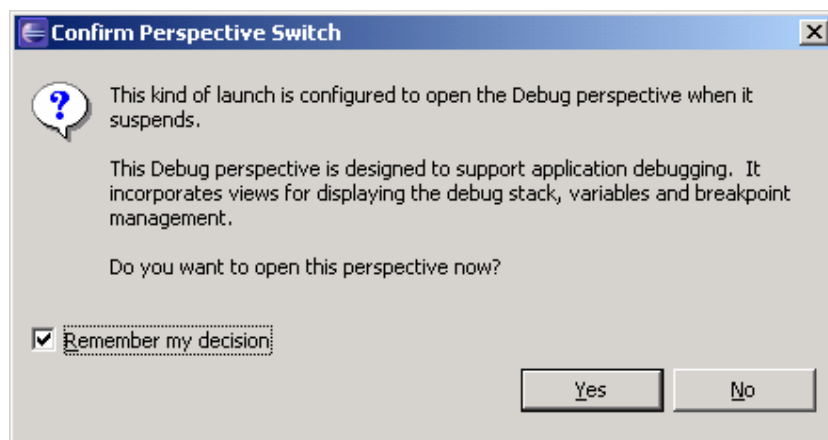 Confirm Perspective Switch
This kind of launch is configured to open the Debug perspective when it
suspends.
This Debug perspective is designed to support application debugging.  It
incorporates views for displaying the debug stack, variables and breakpoint
management.
Do you want to open this perspective now?
Remember my decision
Yes No